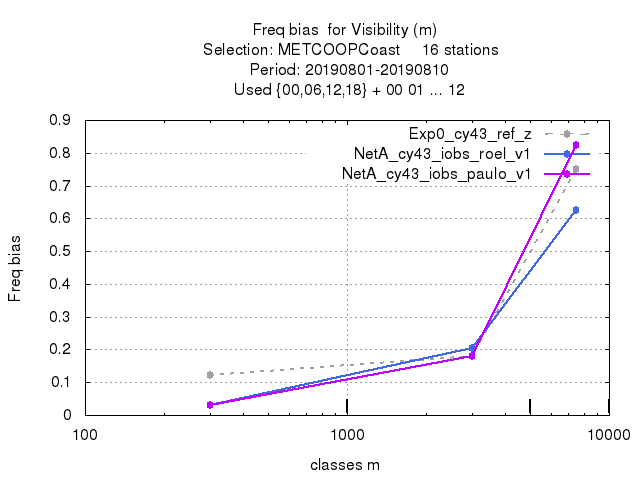 Freq bias  for Visibility (m)
Selection: METCOOPCoast     16 stations
Period: 20190801-20190810
Used {00,06,12,18} + 00 01 ... 12
Exp0_cy43_ref_z
NetA_cy43_iobs_roel_v1
NetA_cy43_iobs_paulo_v1
0.9
0.8
0.7
0.6
0.5
0.4
0.3
0.2
0.1
0
Freq bias
100
1000
10000
classes m